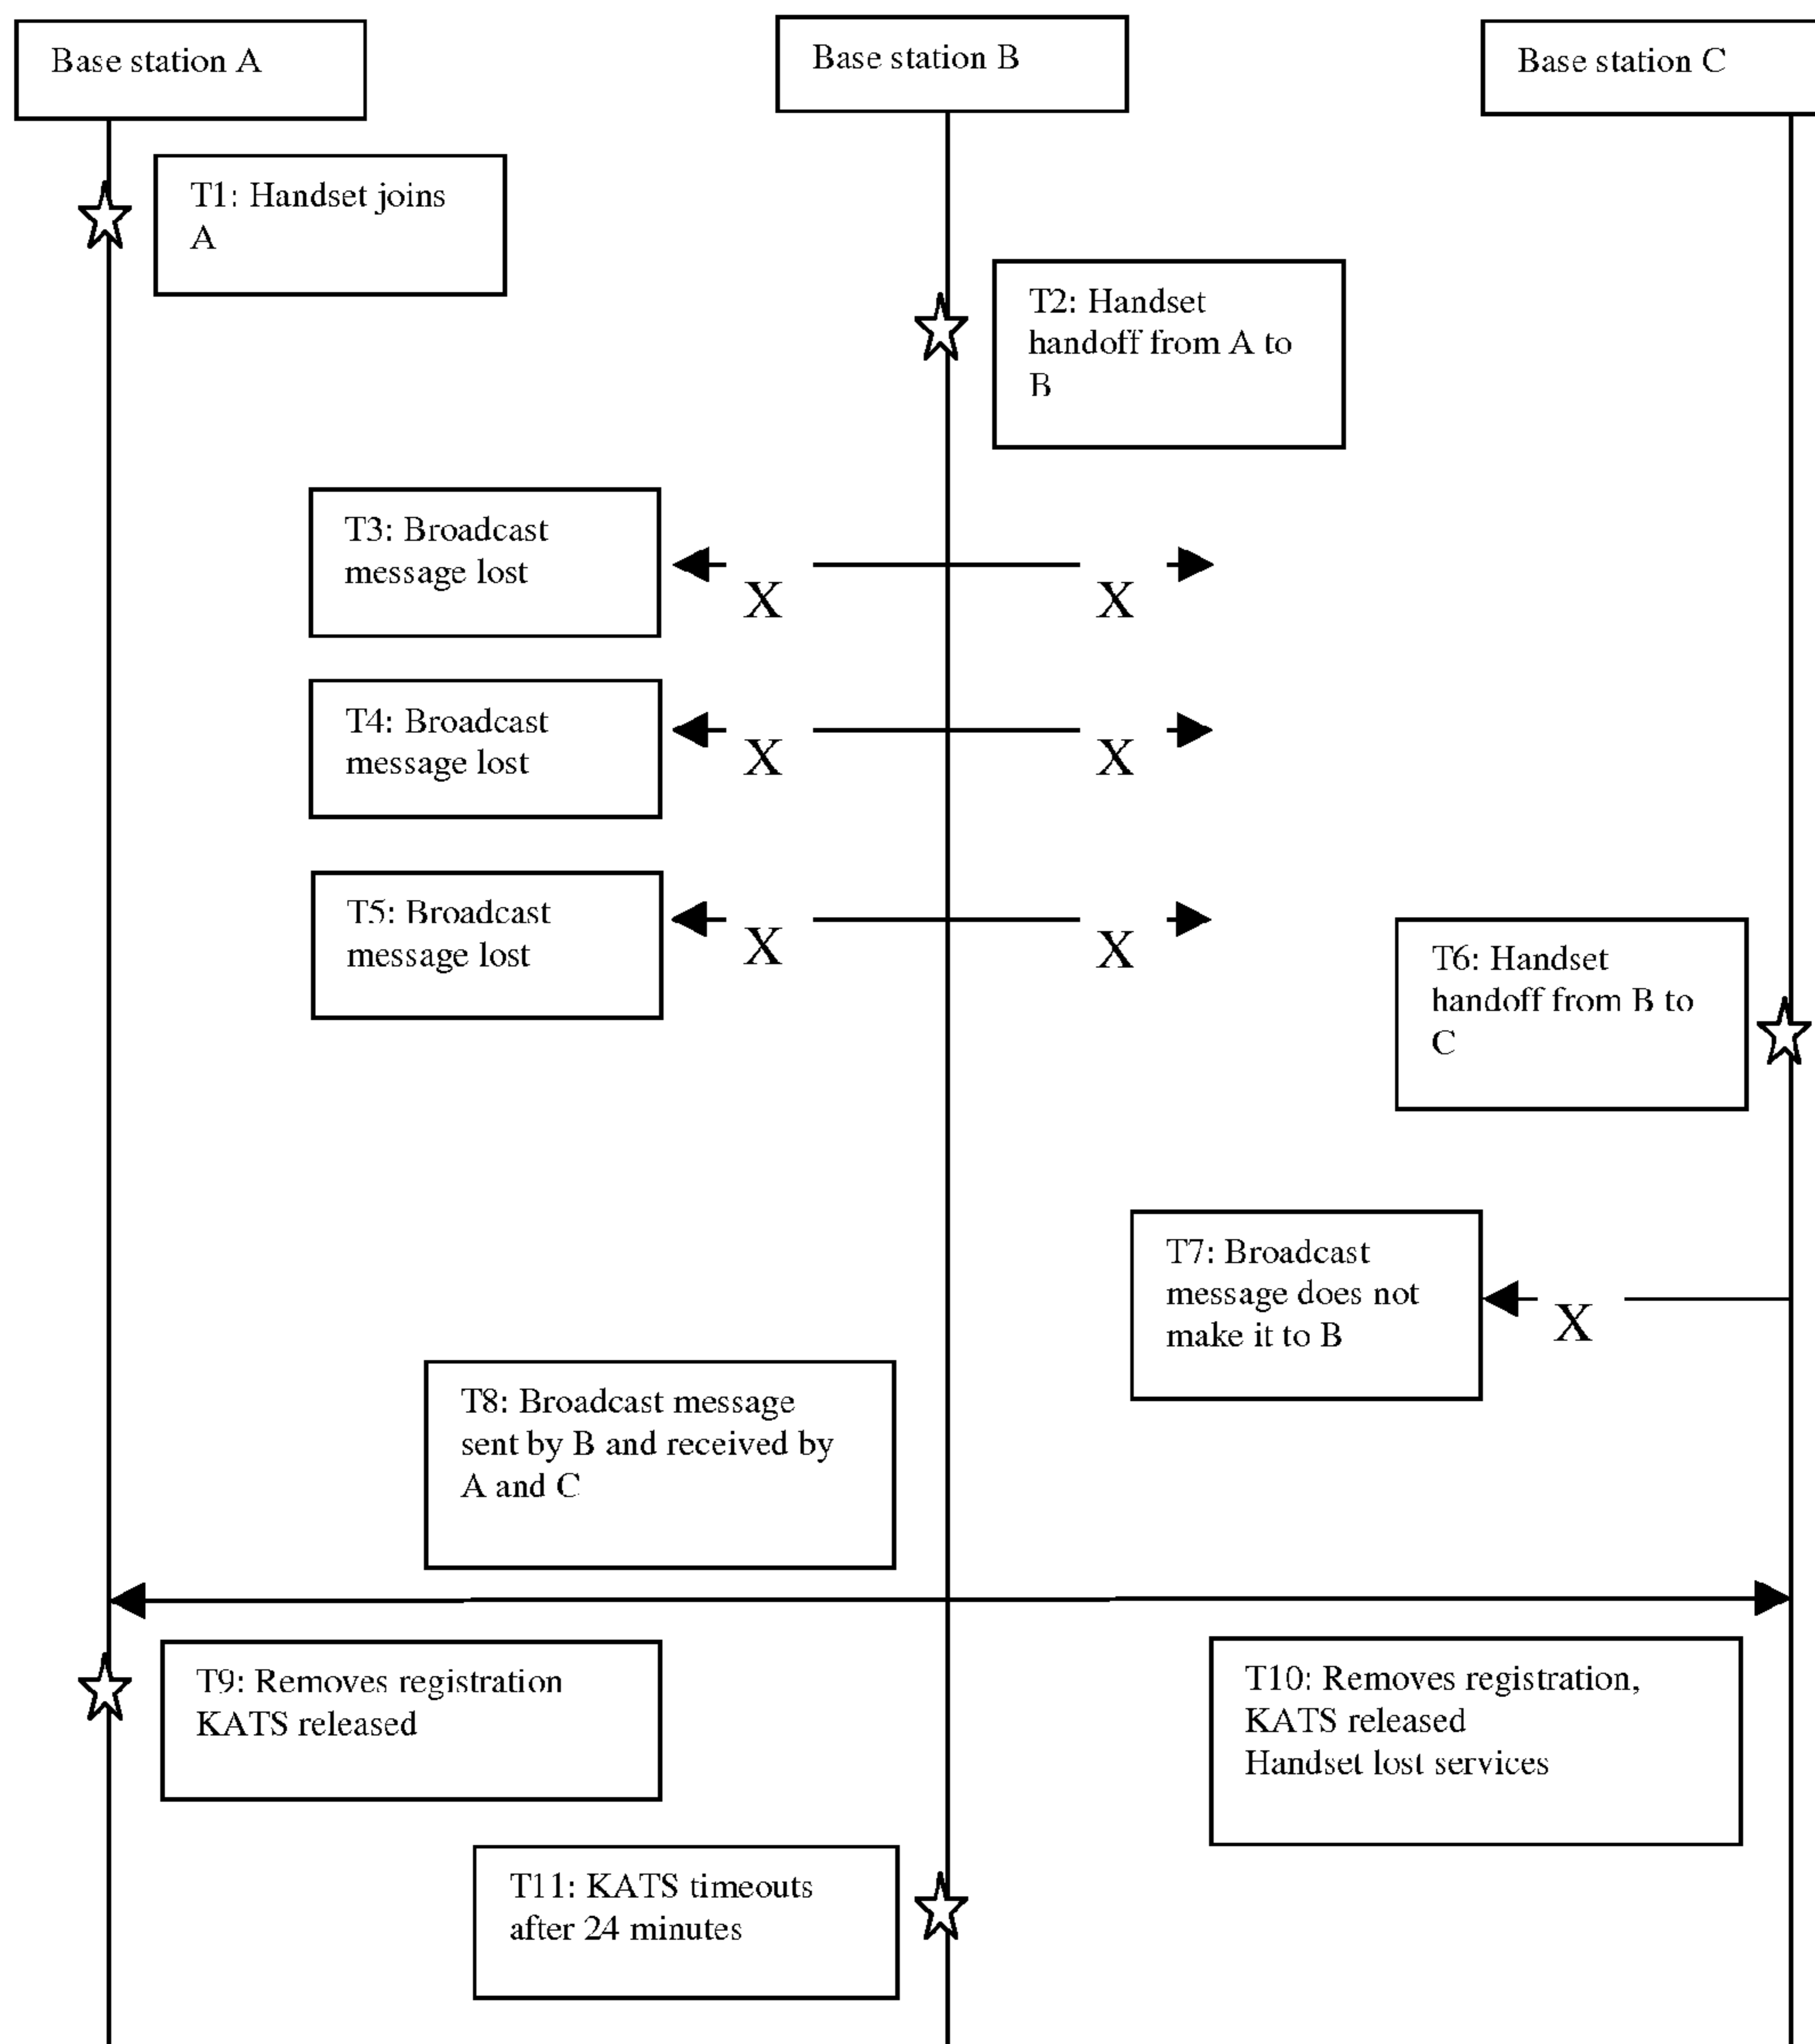 Base station A
Base station B
Base station C
T1: Handset joins
A
T2: Handset
handoff from A to
B
T3: Broadcast
message lost
X
X
T4: Broadcast
message lost
X
X
T5: Broadcast
message lost
X
X
T6: Handset
handoff from B to
C
T7: Broadcast
message does not
make it to B
X
T8: Broadcast message
sent by B and received by
A and C
T9: Removes registration
KATS released
T10: Removes registration,
KATS released
Handset lost services
T11: KATS timeouts
after 24 minutes